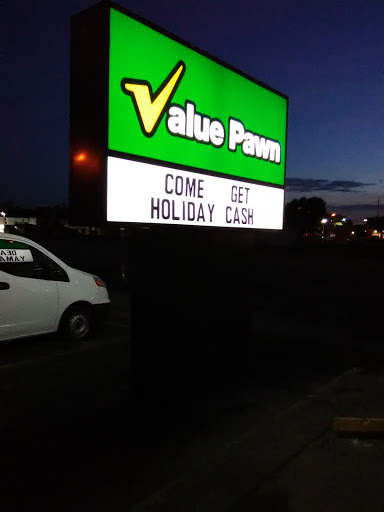 Value Pawn
COME GET
HOLIDAY CASH